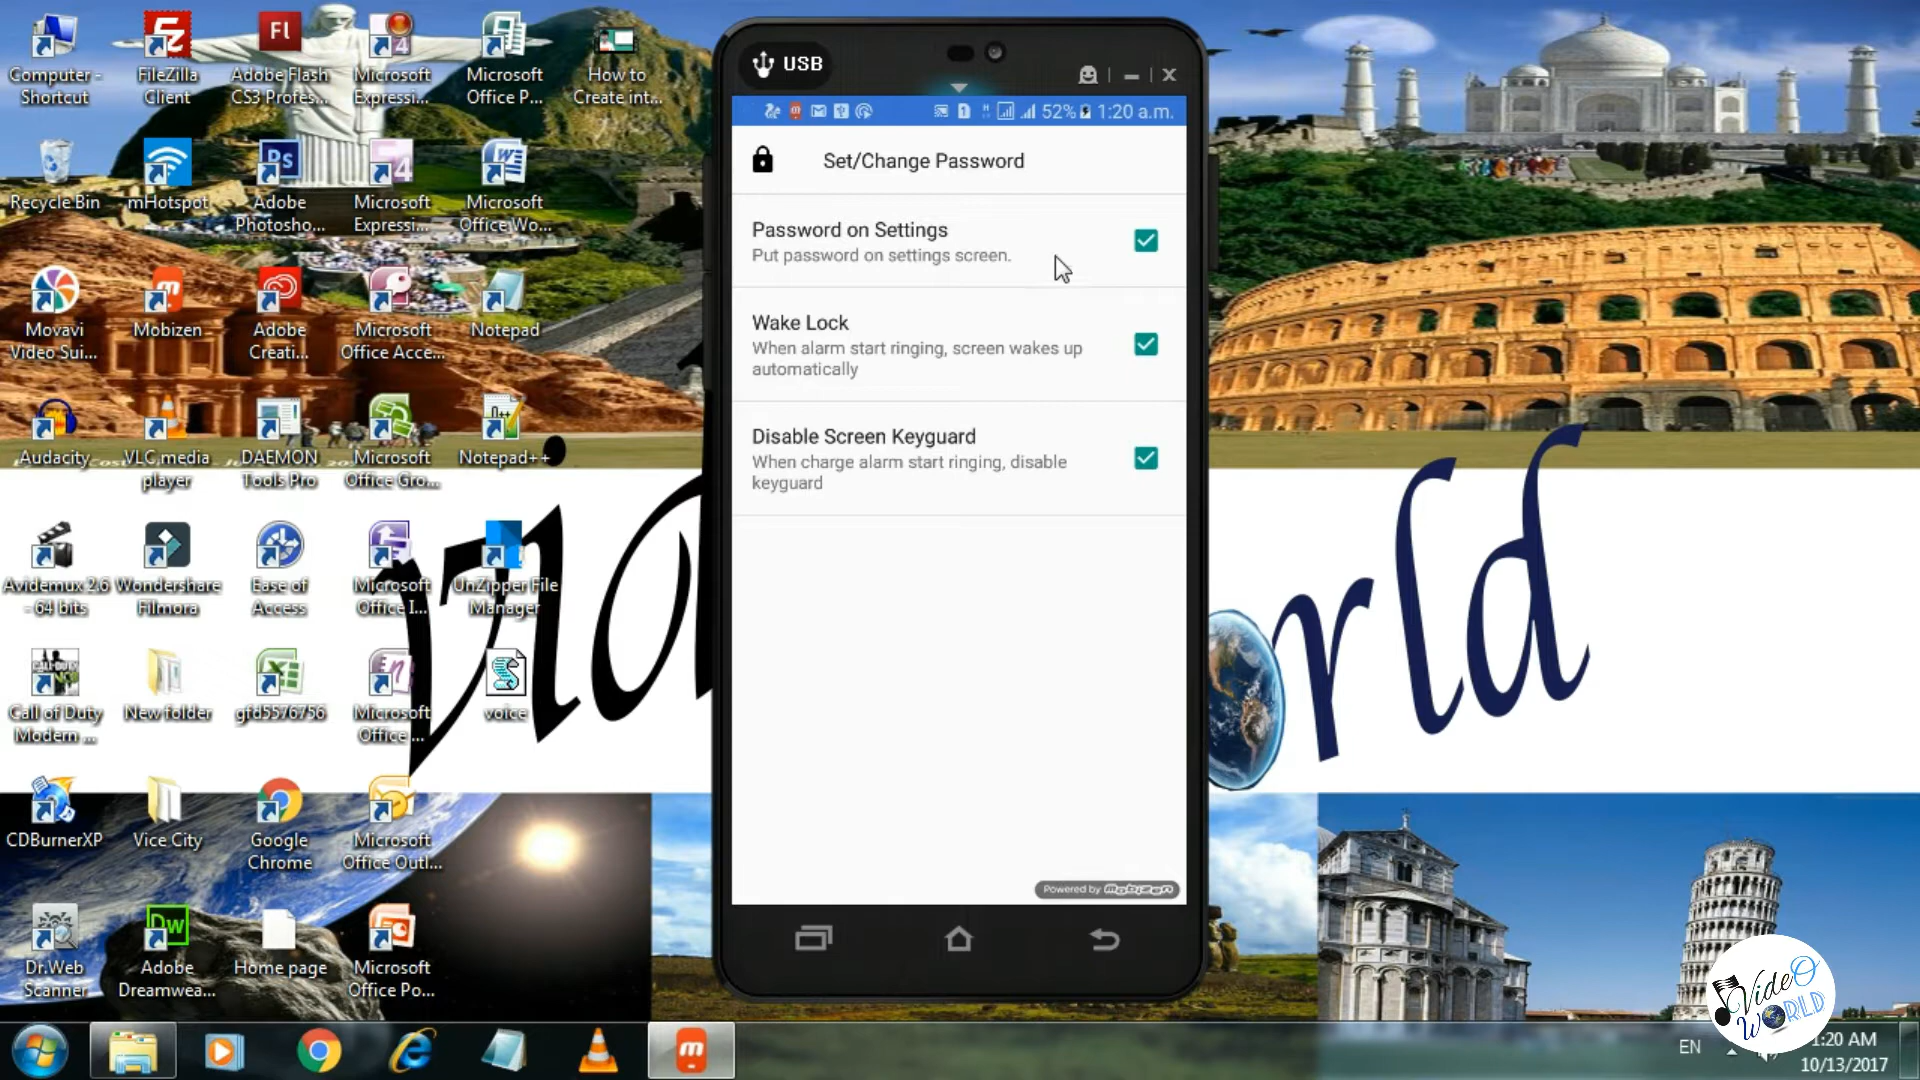 Computer - Shortcut
FileZilla Client
Adobe Flash CS3 Profes...
Microsoft Expressi...
Microsoft Office P...
How to Create int...
Recycle Bin
mHotspot
Adobe Photosho...
Microsoft Expressi...
Microsoft Office Wo...
Movavi Video Sui...
Mobizen
Adobe Creati...
Microsoft Office Acce...
Notepad
Audacity
VLC media player
DAEMON Tools Pro
Microsoft Office Gro...
Notepad++
Avidemux 2.6 - 64 bits
Wondershare Filmora
Ease of Access
Microsoft Office I...
UnZipper File Manager
Call of Duty Modern ...
New folder
gfd5576756
Microsoft Office ...
voice
CDBurnerXP
Vice City
Google Chrome
Microsoft Office Outl...
Dr.Web Scanner
Adobe Dreamwea...
Home page
Microsoft Office Po...
USB
52% 1:20 a.m.
Set/Change Password
Password on Settings
Put password on settings screen.
Wake Lock
When alarm start ringing, screen wakes up
automatically
Disable Screen Keyguard
When charge alarm start ringing, disable
keyguard
Powered by mobizen
orld
VideO
WORLD
EN
1:20 AM
10/13/2017